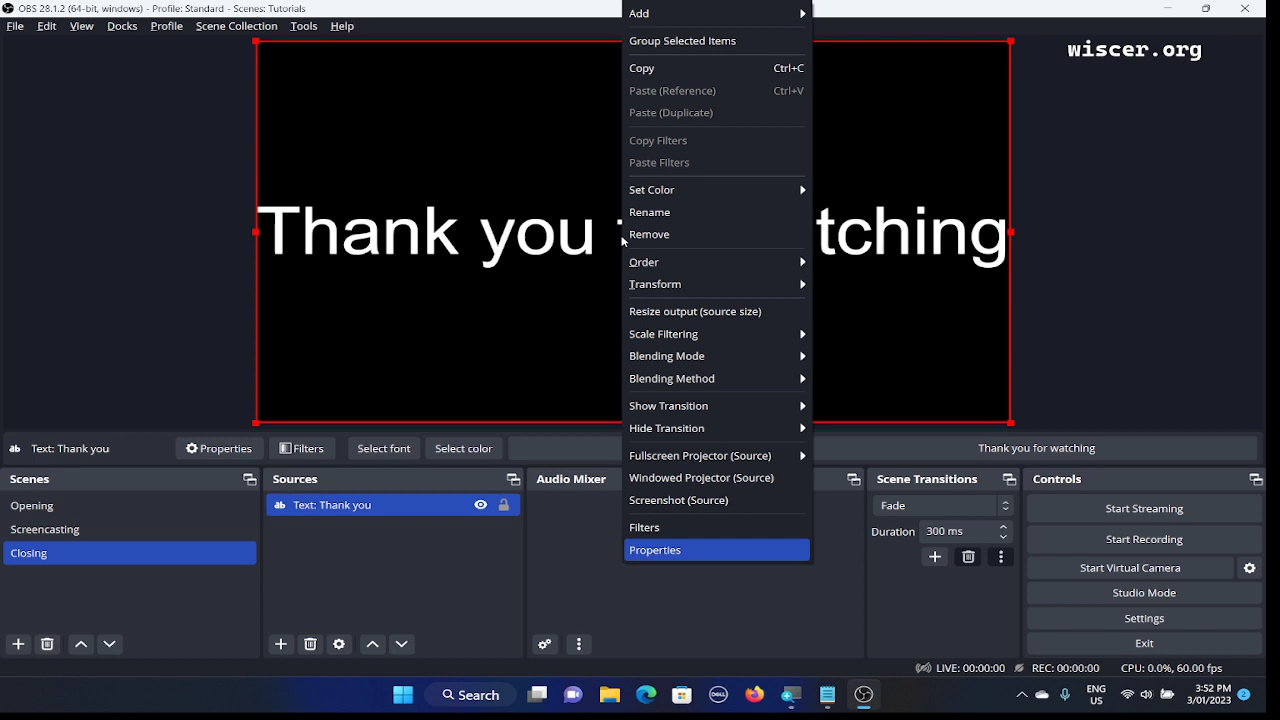 OBS 28.1.2 (64-bit, windows) - Profile: Standard - Scenes: Tutorials
File Edit View Docks Profile Scene Collection Tools Help
wiscer.org
Thank you
tching
Add
Group Selected Items
Copy Ctrl+C
Paste (Reference) Ctrl+V
Paste (Duplicate)
Copy Filters
Paste Filters
Set Color
Rename
Remove
Order
Transform
Resize output (source size)
Scale Filtering
Blending Mode
Blending Method
Show Transition
Hide Transition
Fullscreen Projector (Source)
Windowed Projector (Source)
Screenshot (Source)
Filters
Properties
ab Text: Thank you Properties Filters Select font Select color Thank you for watching
Scenes
Opening
Screencasting
Closing
Sources
ab Text: Thank you
Audio Mixer
Scene Transitions
Fade
Duration 300 ms
Controls
Start Streaming
Start Recording
Start Virtual Camera
Studio Mode
Settings
Exit
LIVE: 00:00:00 REC: 00:00:00 CPU: 0.0%, 60.00 fps
Search
DELL
ENG
US
3:52 PM
3/01/2023
2